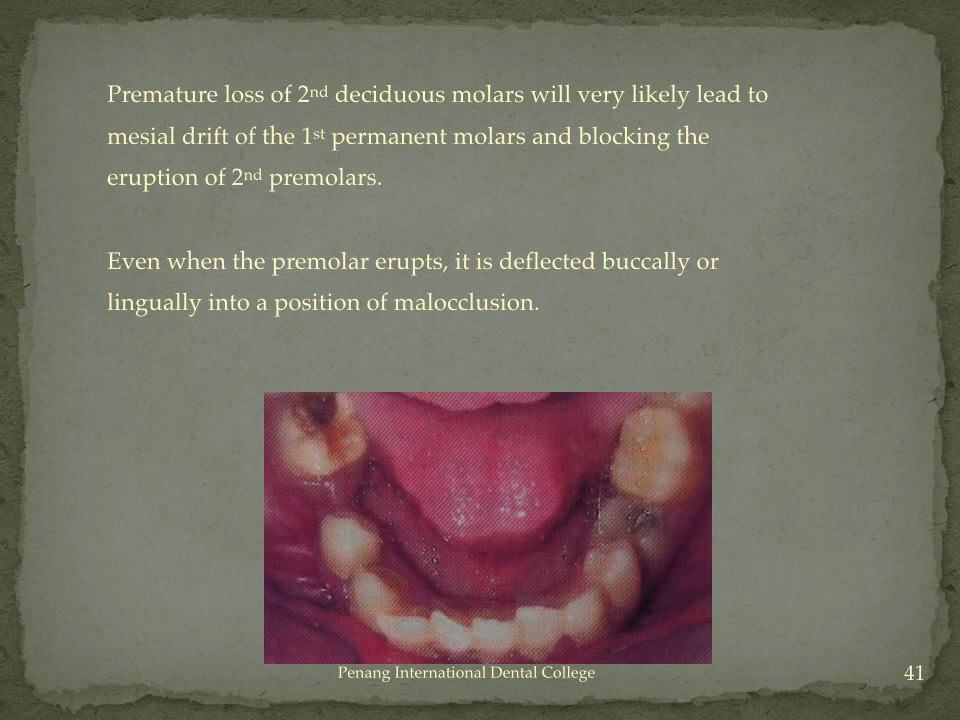 Premature loss of 2nd deciduous molars will very likely lead to
mesial drift of the 1st permanent molars and blocking the
eruption of 2nd premolars.
Even when the premolar erupts, it is deflected buccally or
lingually into a position of malocclusion.
Penang International Dental College
41